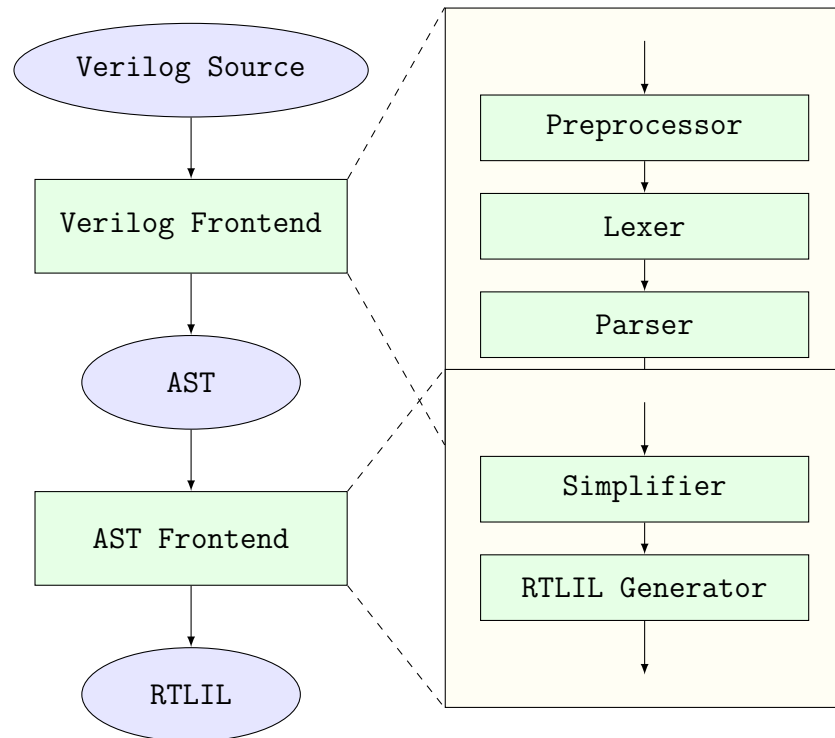 Verilog Source
Verilog Frontend
AST
AST Frontend
RTLIL
Preprocessor
Lexer
Parser
Simplifier
RTLIL Generator